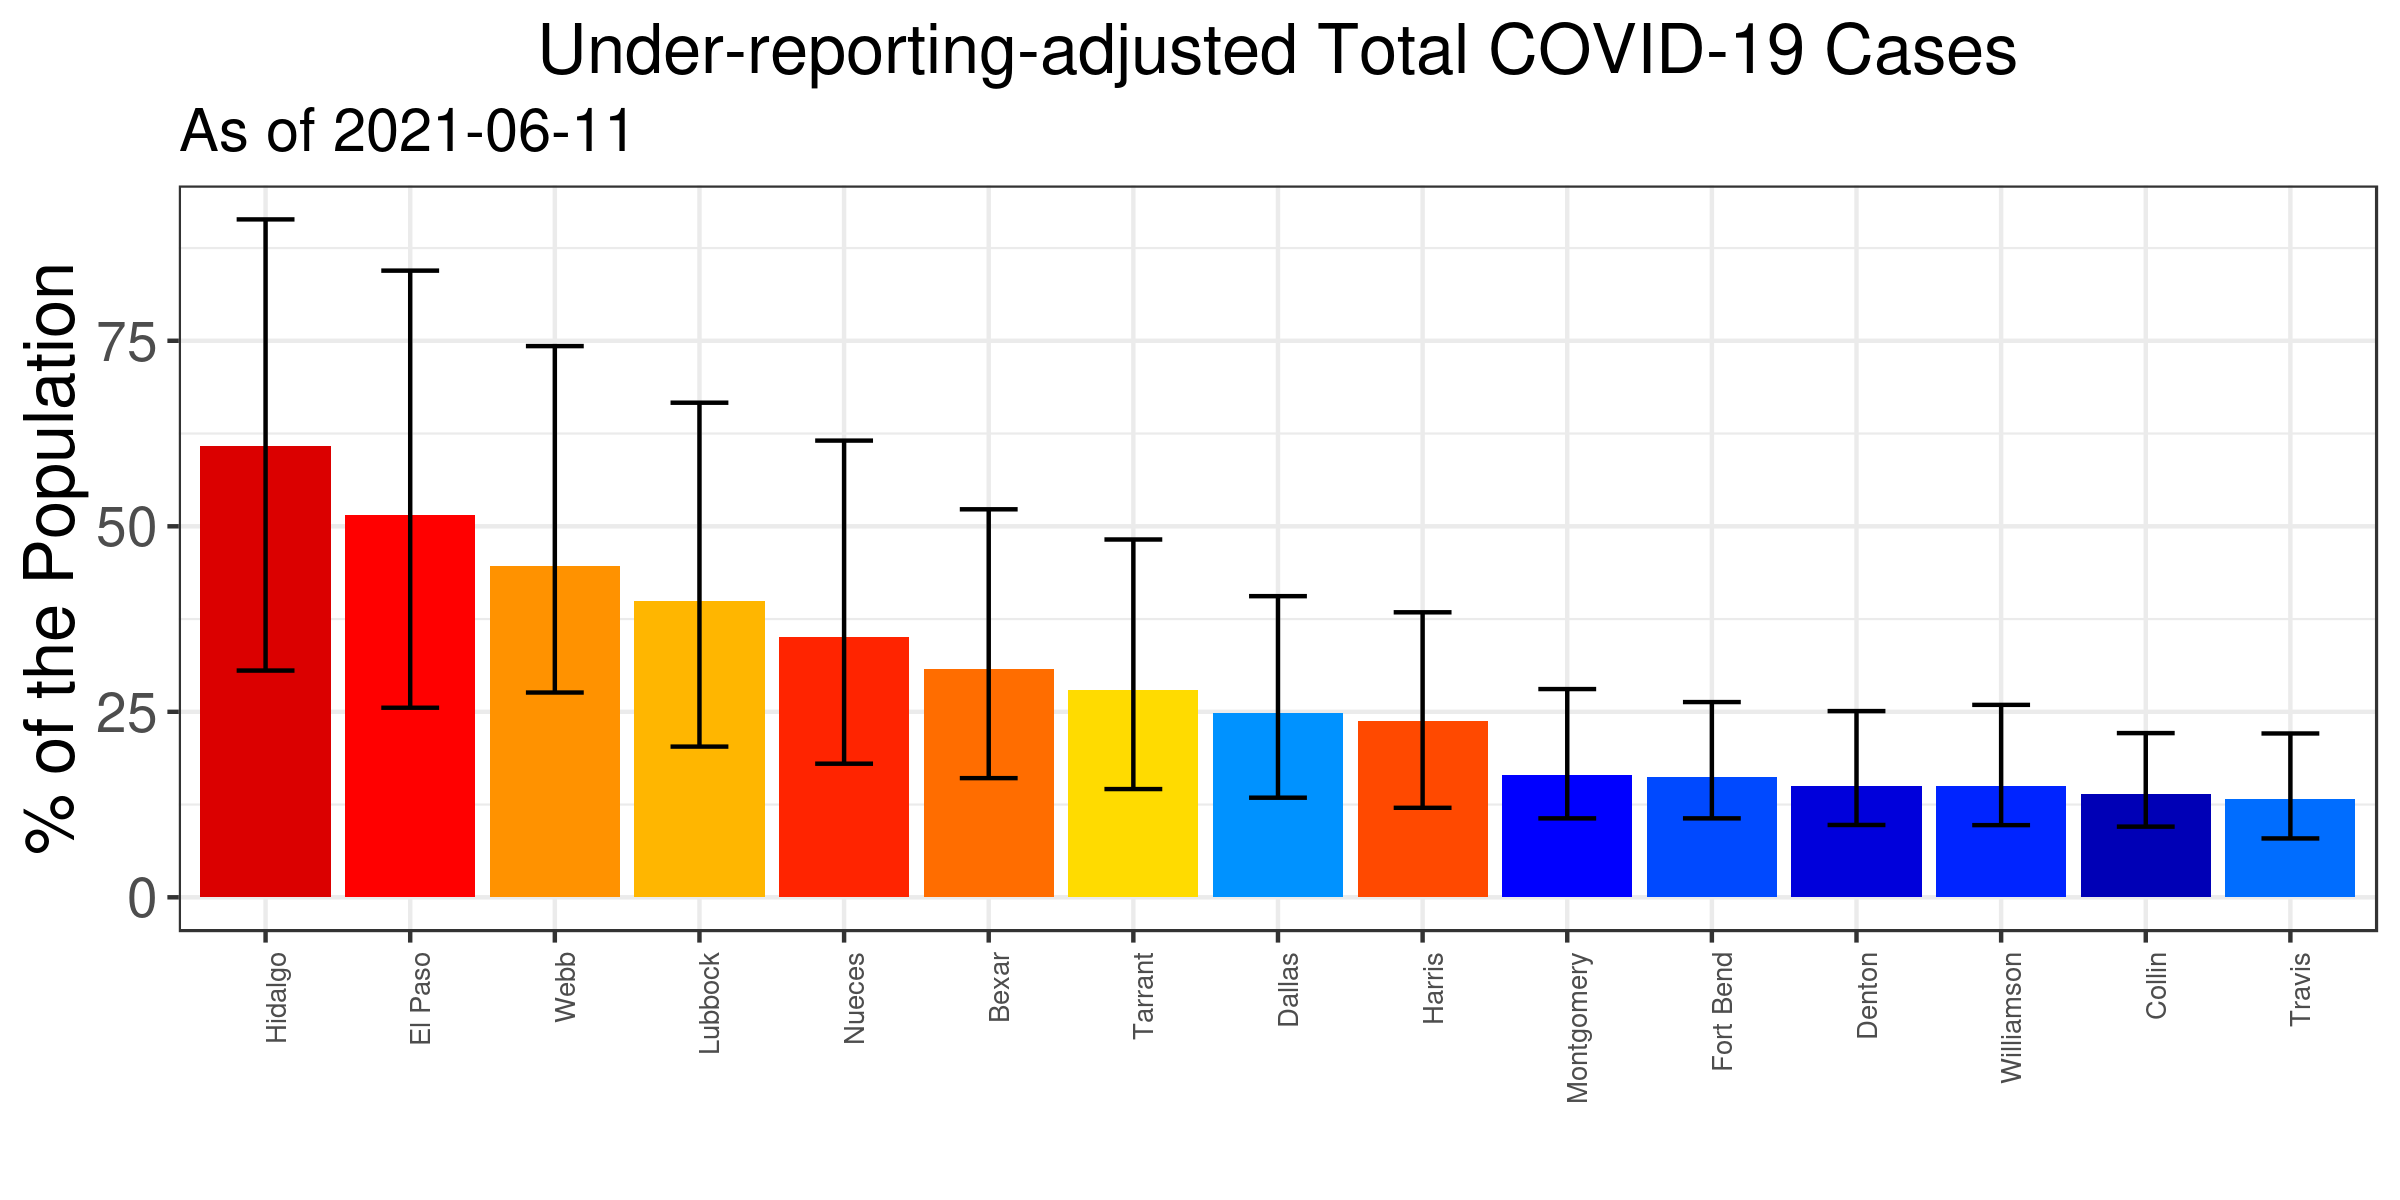 Under-reporting-adjusted Total COVID-19 Cases
As of 2021-06-11
% of the Population
75
50
25
0
Hidalgo
El Paso
Webb
Lubbock
Nueces
Bexar
Tarrant
Dallas
Harris
Montgomery
Fort Bend
Denton
Williamson
Collin
Travis